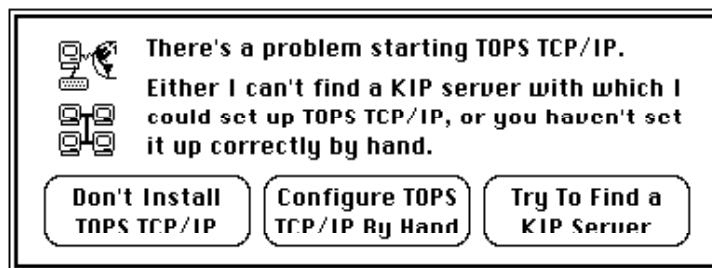 There's a problem starting TOPS TCP/IP.
Either I can't find a KIP server with which I
could set up TOPS TCP/IP, or you haven't set
it up correctly by hand.
Don't Install
TOPS TCP/IP
Configure TOPS
TCP/IP By Hand
Try To Find a
KIP Server